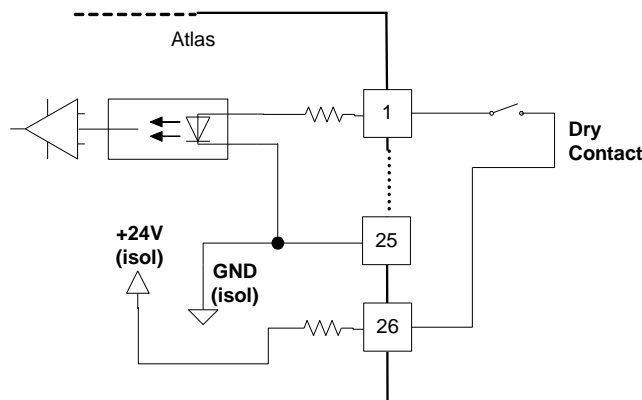 Atlas
1
Dry
Contact
25
+24V
(isol)
GND
(isol)
26